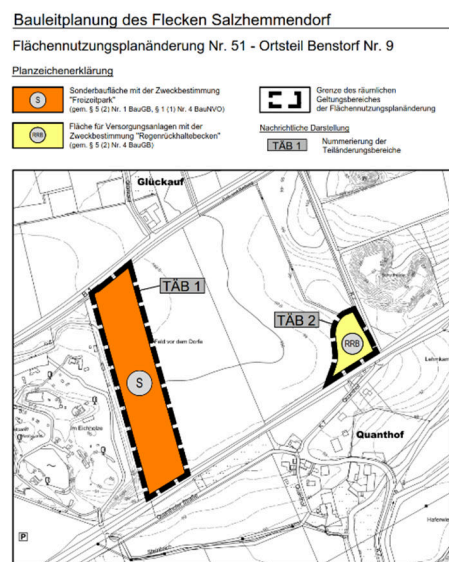 Bauleitplanung des Flecken Salzhemmendorf
Flächennutzungsplanänderung Nr. 51 - Ortsteil Benstorf Nr. 9
Planzeichenerklärung
S
Sonderbaufläche mit der Zweckbestimmung
"Freizeitpark"
(gem. § 5 (2) Nr. 1 BauGB, § 1 (1) Nr. 4 BauNVO)
RRB
Fläche für Versorgungsanlagen mit der
Zweckbestimmung "Regenrückhaltebecken"
(gem. § 5 (2) Nr. 4 BauGB)
Grenze des räumlichen
Geltungsbereiches
der Flächennutzungsplanänderung
Nachrichtliche Darstellung
TÄB 1
Nummerierung der
Teiländerungsbereiche
Glückauf
TÄB 1
TÄB 2
Feld vor dem Dorfe
RRB
S
Im Eichholze
Quanthof
P